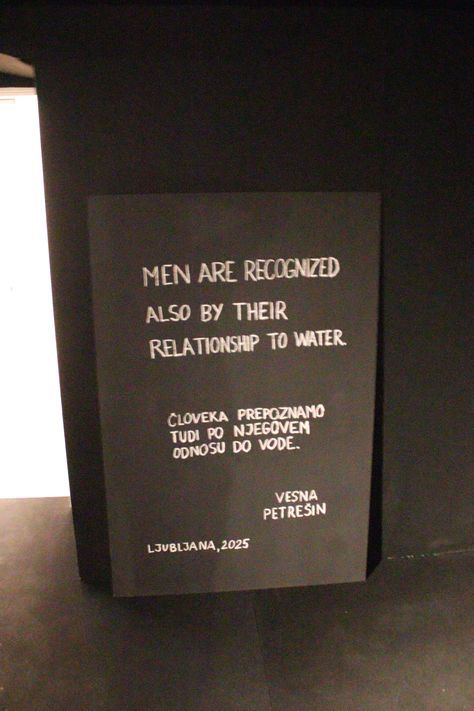 MEN ARE RECOGNIZED
ALSO BY THEIR
RELATIONSHIP TO WATER.
ČLOVEKA PREPOZNAMO
TUDI PO NJEGOVEM
ODNOSU DO VODE.
VESNA
PETREŠIN
LJUBLJANA, 2025